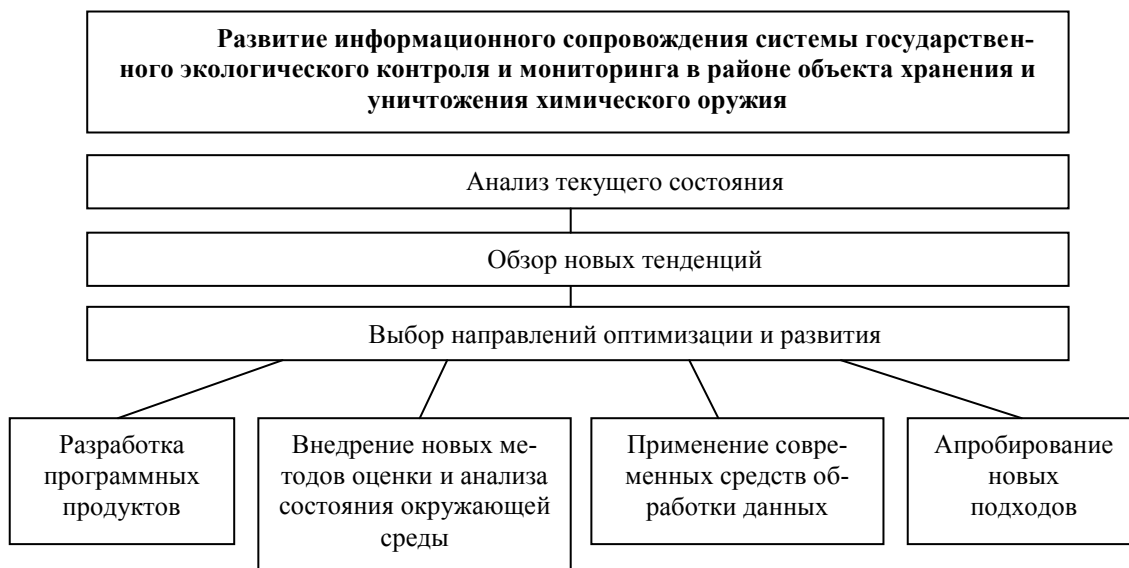 Развитие информационного сопровождения системы государствен-
ного экологического контроля и мониторинга в районе объекта хранения и
уничтожения химического оружия
Анализ текущего состояния
Обзор новых тенденций
Выбор направлений оптимизации и развития
Разработка
программных
продуктов
Внедрение новых ме-
тодов оценки и анализа
состояния окружающей
среды
Применение совре-
менных средств об-
работки данных
Апробирование
новых
подходов